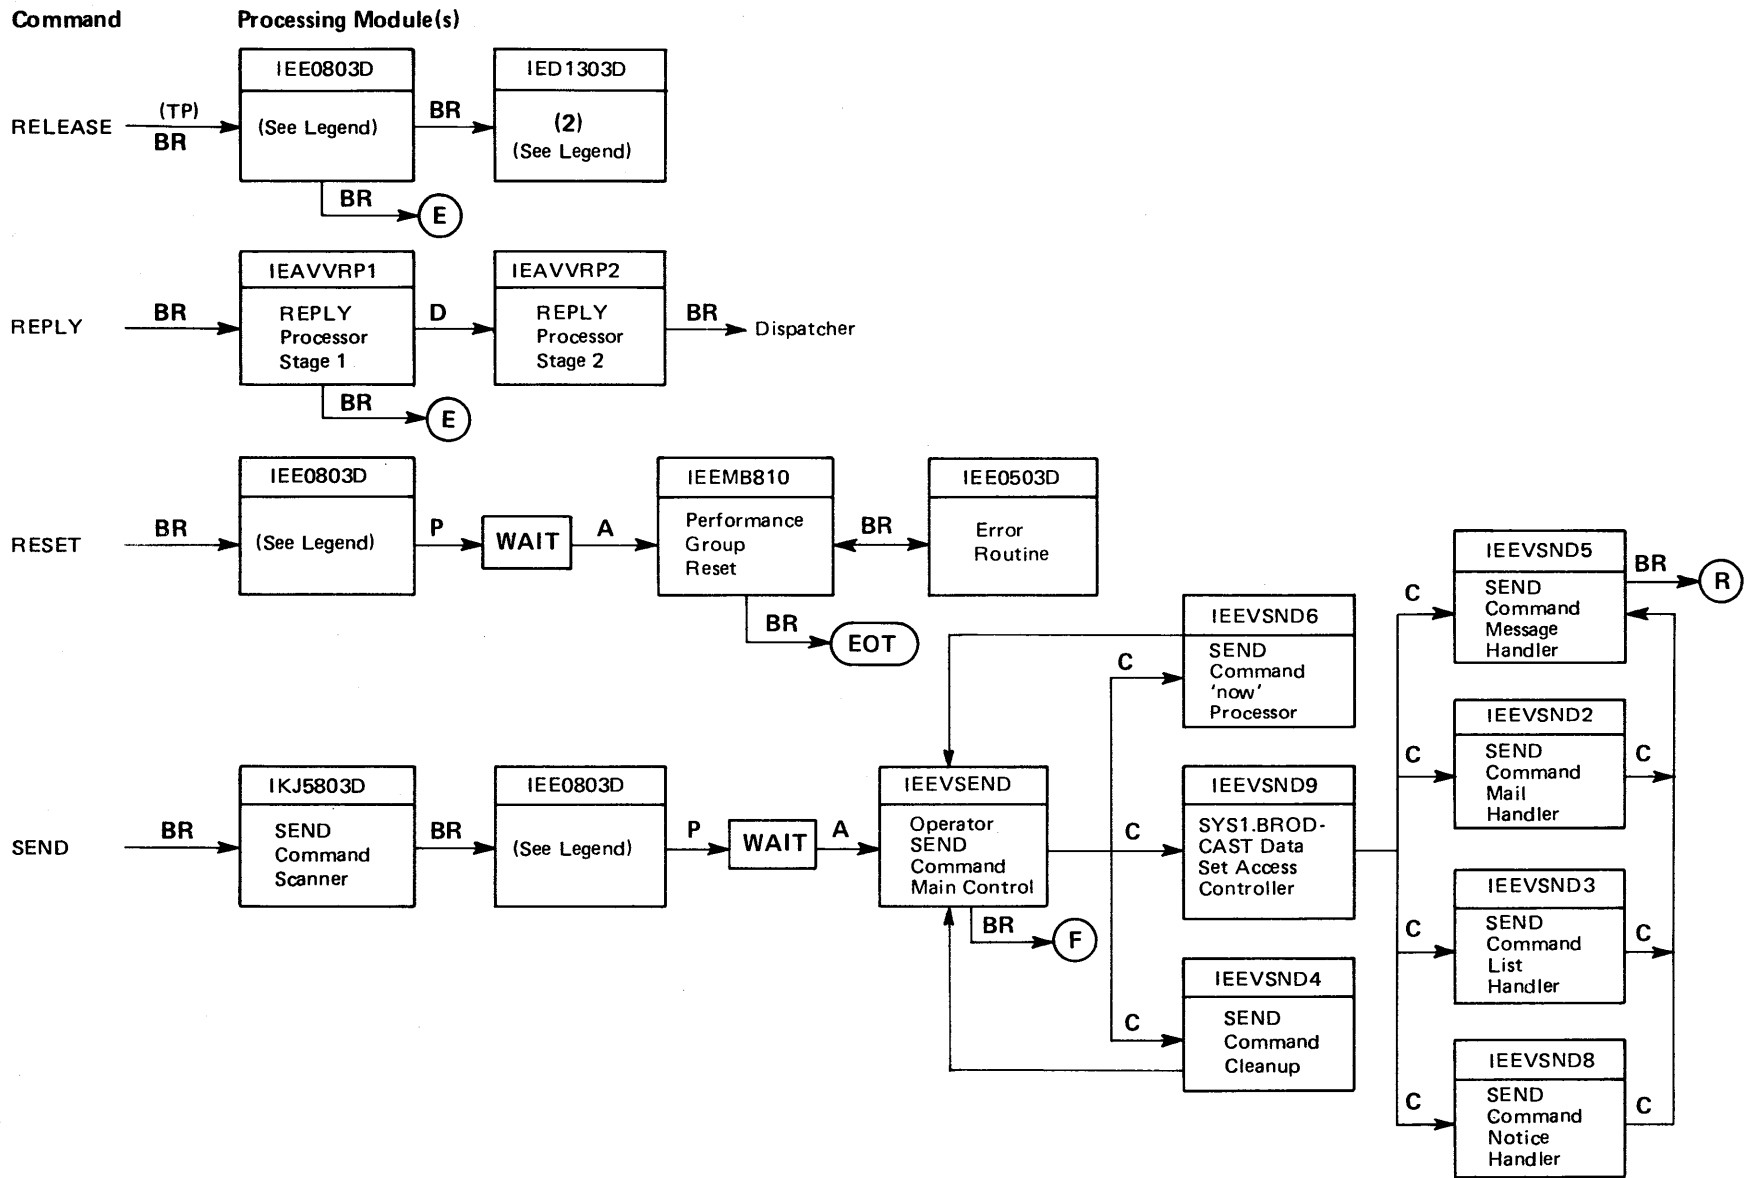 Command Processing Module(s)
RELEASE
(TP)
BR
IEE0803D
(See Legend)
BR
IED1303D
(2)
(See Legend)
BR
E
REPLY
BR
IEAVVRP1
REPLY
Processor
Stage 1
D
IEAVVRP2
REPLY
Processor
Stage 2
BR
Dispatcher
BR
E
RESET
BR
IEE0803D
(See Legend)
P
WAIT
A
IEEMB810
Performance
Group
Reset
BR
IEE0503D
Error
Routine
BR
EOT
SEND
BR
IKJ5803D
SEND
Command
Scanner
BR
IEE0803D
(See Legend)
P
WAIT
A
IEEVSEND
Operator
SEND
Command
Main Control
BR
F
C
IEEVSND6
SEND
Command
'now'
Processor
C
IEEVSND9
SYS1.BROD-
CAST Data
Set Access
Controller
C
IEEVSND4
SEND
Command
Cleanup
C
IEEVSND5
SEND
Command
Message
Handler
BR
R
C
IEEVSND2
SEND
Command
Mail
Handler
C
C
IEEVSND3
SEND
Command
List
Handler
C
C
IEEVSND8
SEND
Command
Notice
Handler
C